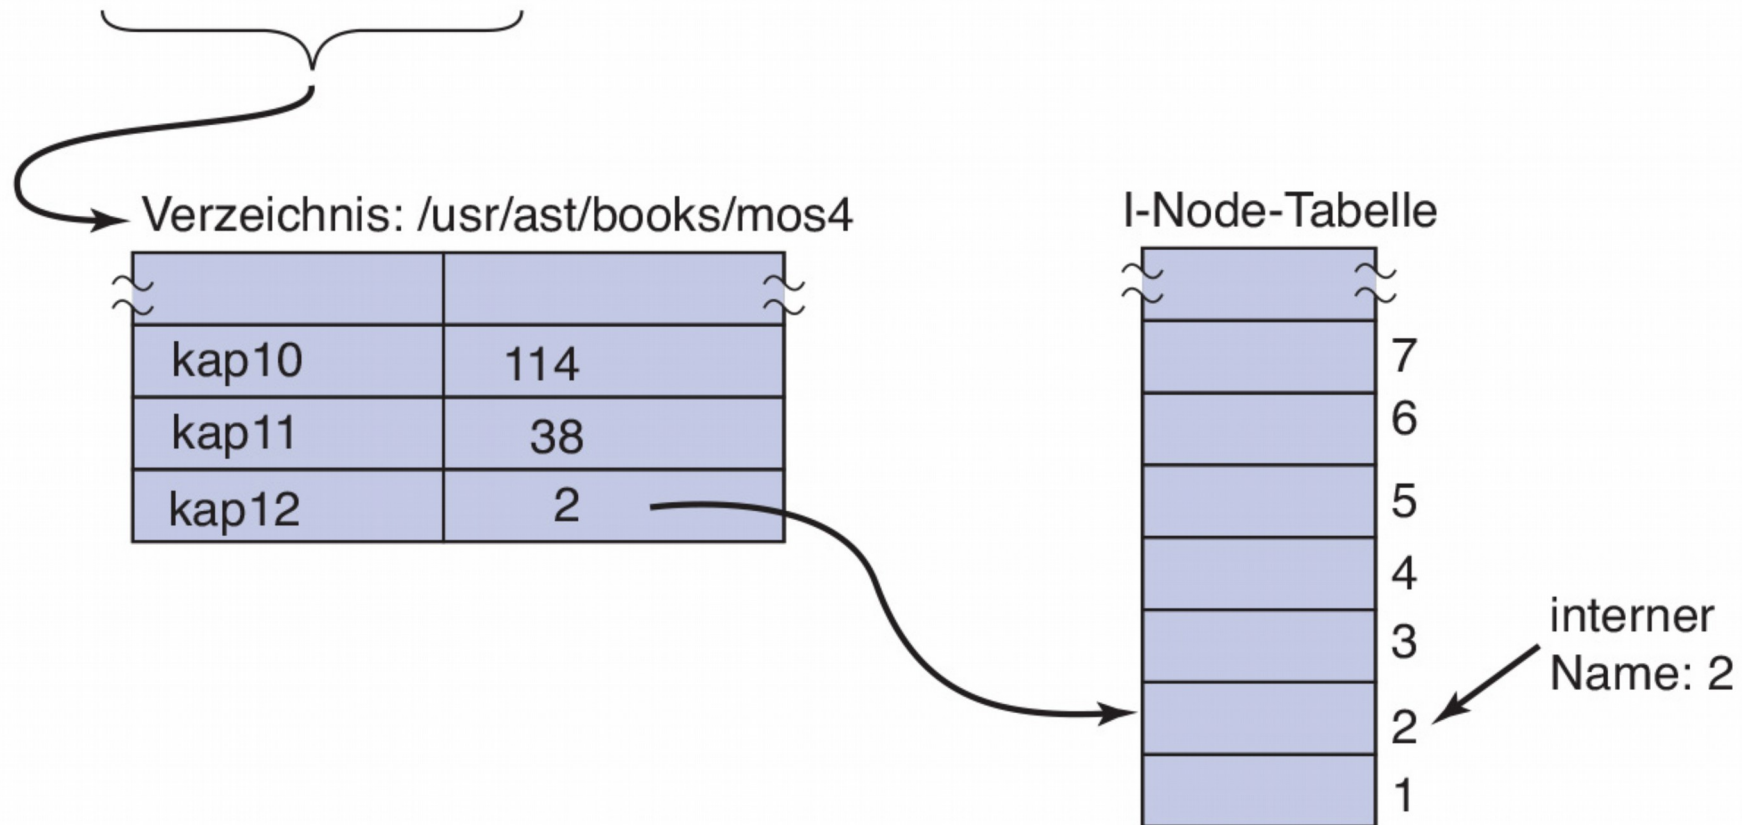 Verzeichnis: /usr/ast/books/mos4
kap10 114
kap11 38
kap12 2
I-Node-Tabelle
7
6
5
4
3
2
1
interner
Name: 2